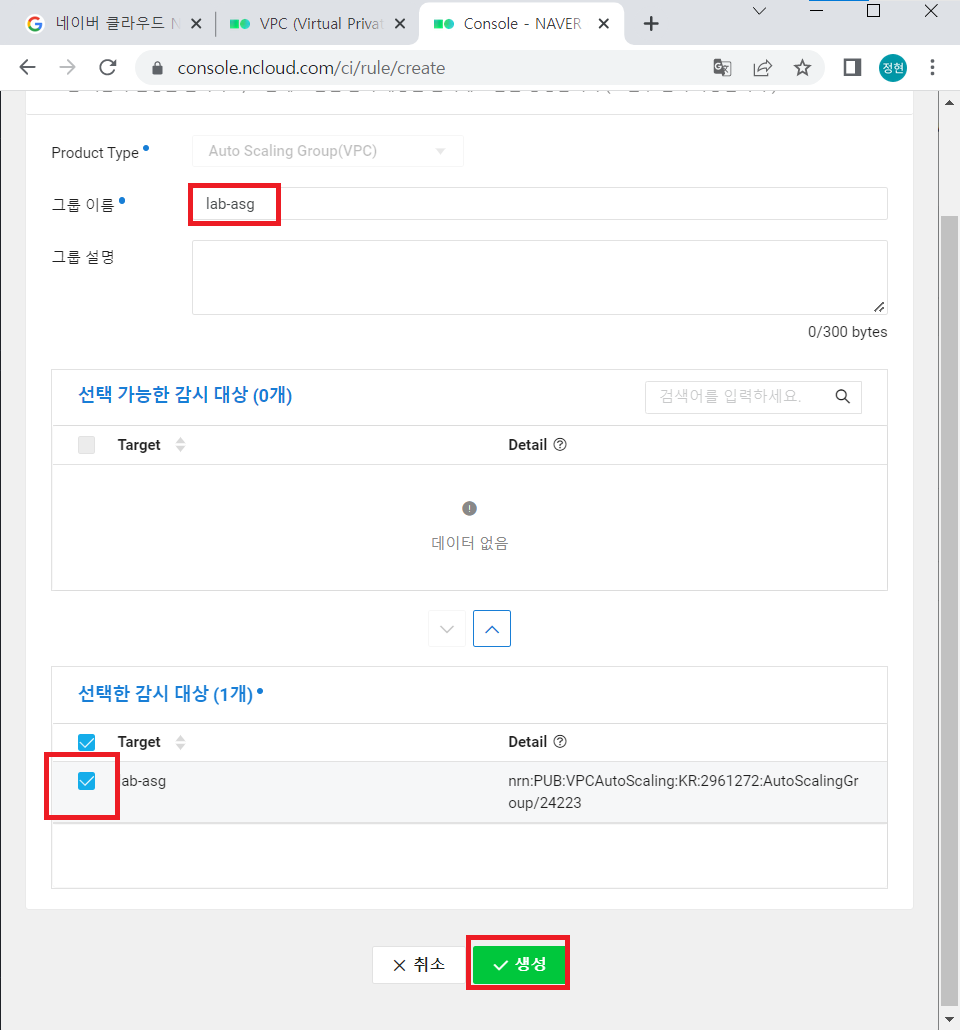 네이버 클라우드
VPC (Virtual Privat
Console - NAVER
console.ncloud.com/ci/rule/create
정현
Product Type
Auto Scaling Group(VPC)
그룹 이름
lab-asg
그룹 설명
0/300 bytes
선택 가능한 감시 대상 (0개)
검색어를 입력하세요.
Target
Detail
데이터 없음
선택한 감시 대상 (1개)
Target
Detail
lab-asg
nrn:PUB:VPCAutoScaling:KR:2961272:AutoScalingGr
oup/24223
취소
생성